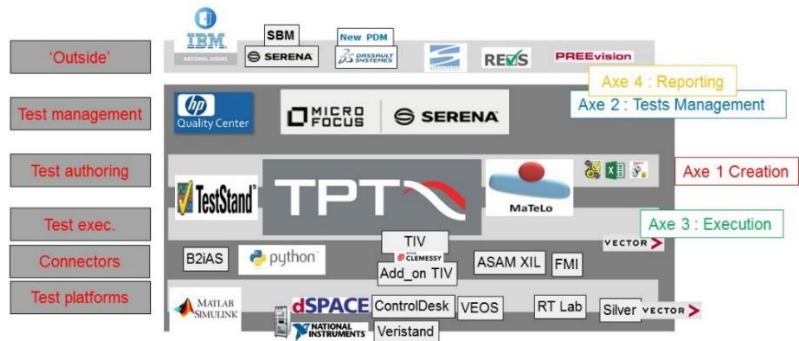 IBM
RATIONAL DOORS
SBM
SERENA
New PDM
DASSAULT SYSTEMES
REVS
PREEvision
'Outside'
Axe 4 : Reporting
Axe 2 : Tests Management
Test management
hp
Quality Center
MICRO FOCUS
SERENA
Test authoring
TestStand
TPT
MaTeLo
Axe 1 Creation
Test exec.
Axe 3 : Execution
VECTOR
Connectors
B2iAS
python
TIV
CLEMESSY
Add_on TIV
ASAM XIL
FMI
Test platforms
MATLAB
SIMULINK
dSPACE
NATIONAL INSTRUMENTS
ControlDesk
Veristand
VEOS
RT Lab
Silver
VECTOR